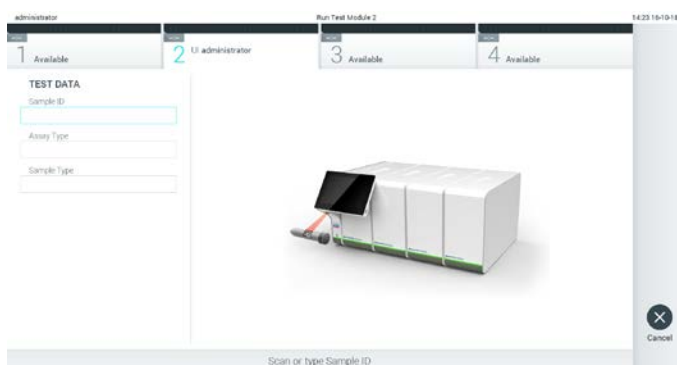 administrator
Run Test Module 2
14:23 16-10-18
1 Available
2 UI administrator
3 Available
4 Available
TEST DATA
Sample ID
Assay Type
Sample Type
Cancel
Scan or type Sample ID